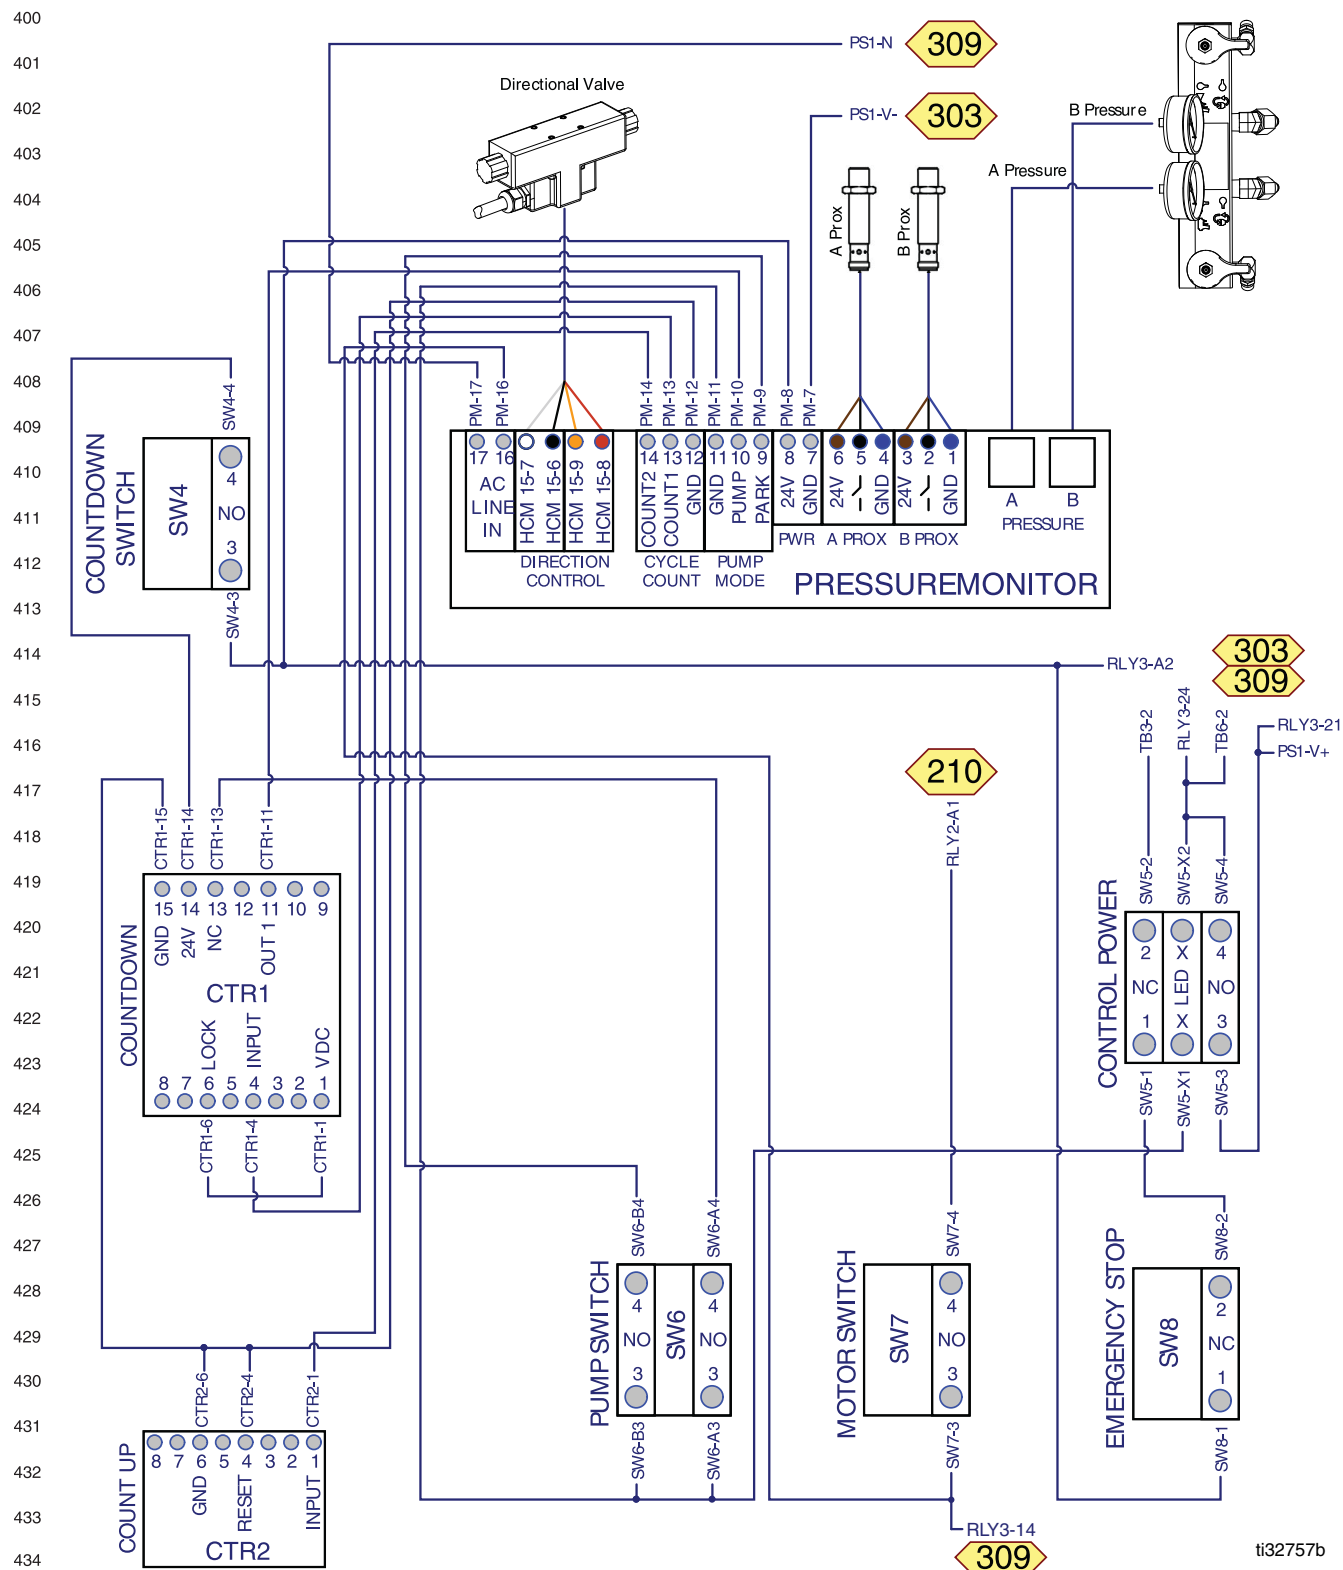 400
401
402
403
404
405
406
407
408
409
410
411
412
413
414
415
416
417
418
419
420
421
422
423
424
425
426
427
428
429
430
431
432
433
434
PS1-N
309
Directional Valve
PS1-V-
303
B Pressure
A Pressure
A Prox
B Prox
SW4-4
PM-17
PM-16
PM-14
PM-13
PM-12
PM-11
PM-10
PM-9
PM-8
PM-7
COUNTDOWN
SWITCH
SW4
4
NO
3
SW4-3
17
16
AC
LINE
IN
HCM 15-7
HCM 15-6
HCM 15-9
HCM 15-8
DIRECTION
CONTROL
14
13
12
COUNT2
COUNT1
GND
CYCLE
COUNT
11
10
9
GND
PUMP
PARK
PUMP
MODE
8
7
24V
GND
PWR
6
5
4
24V
GND
A PROX
3
2
1
24V
GND
B PROX
A
B
PRESSURE
PRESSUREMONITOR
RLY3-A2
303
309
TB3-2
RLY3-24
TB6-2
RLY3-21
PS1-V+
210
RLY2-A1
CTR1-15
CTR1-14
CTR1-13
CTR1-11
COUNTDOWN
15
14
13
12
11
10
9
GND
24V
NC
OUT 1
CTR1
LOCK
INPUT
VDC
8
7
6
5
4
3
2
1
CTR1-6
CTR1-4
CTR1-1
SW5-2
SW5-X2
SW5-4
CONTROL POWER
2
X
4
NC
LED
NO
1
X
3
SW5-1
SW5-X1
SW5-3
SW6-B4
SW6-A4
PUMP SWITCH
4
NO
3
SW6
4
NO
3
SW6-B3
SW6-A3
SW7-4
MOTOR SWITCH
SW7
4
NO
3
SW7-3
RLY3-14
309
SW8-2
EMERGENCY STOP
SW8
2
NC
1
SW8-1
CTR2-6
CTR2-4
CTR2-1
COUNT UP
8
7
6
5
4
3
2
1
GND
RESET
INPUT
CTR2
ti32757b